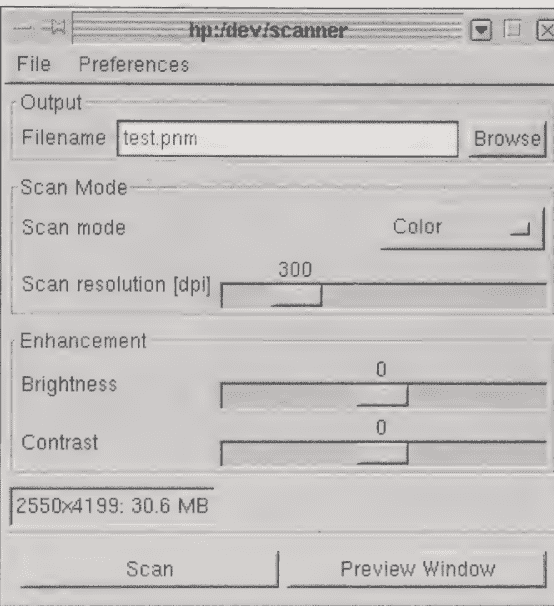 hp:/dev/scanner
File Preferences
Output
Filename test.pnm Browse
Scan Mode
Scan mode Color
300
Scan resolution [dpi]
Enhancement
0
Brightness
0
Contrast
2550x4199: 30.6 MB
Scan Preview Window